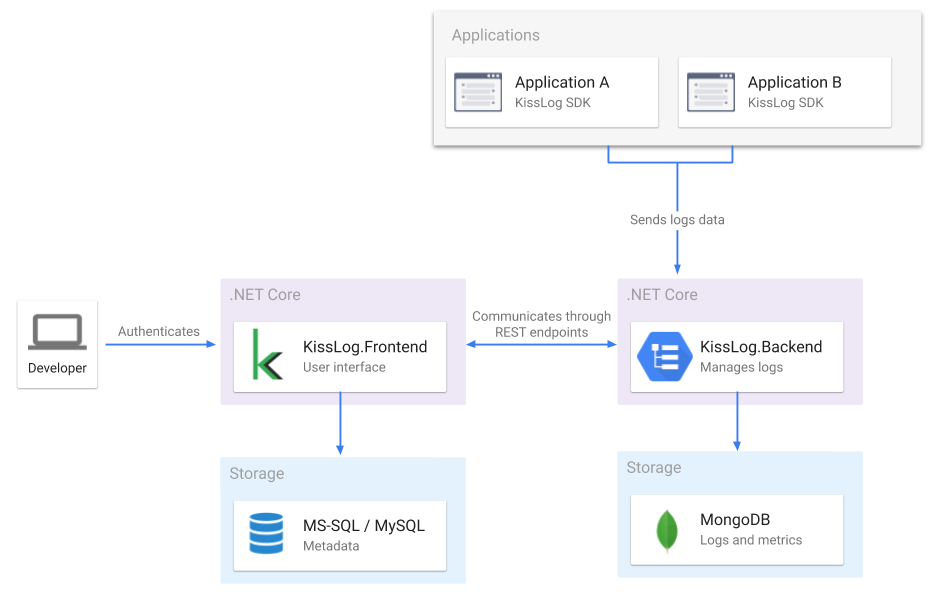 Applications
Application A
KissLog SDK
Application B
KissLog SDK
Sends logs data
.NET Core
.NET Core
Communicates through
REST endpoints
Authenticates
KissLog.Frontend
User interface
KissLog.Backend
Manages logs
Developer
Storage
Storage
MS-SQL / MySQL
Metadata
MongoDB
Logs and metrics